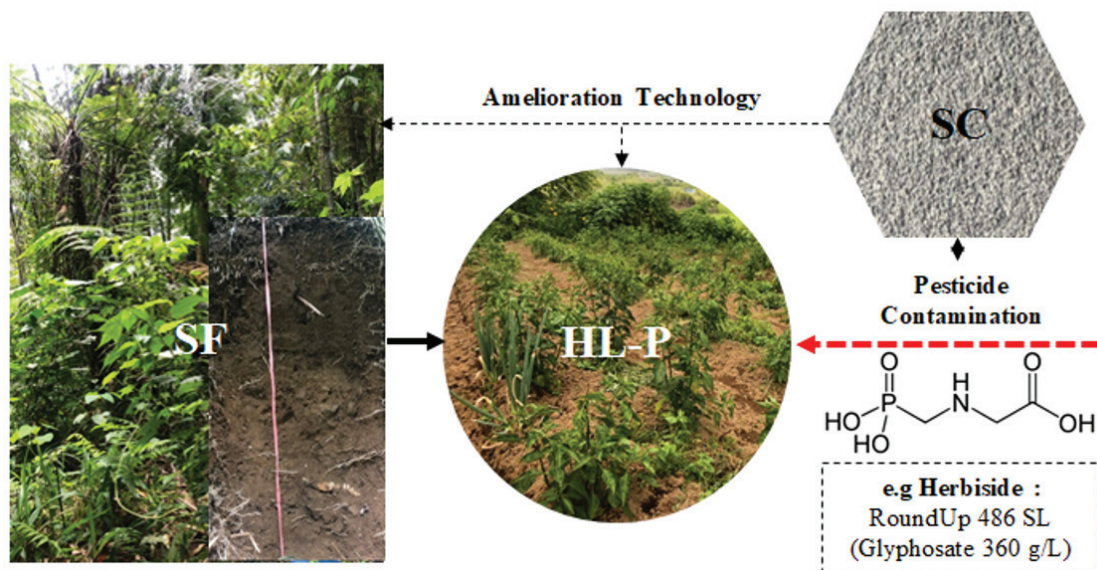 Amelioration Technology
SC
SF
HL-P
Pesticide
Contamination
O
O
H
HO
P
N
OH
HO
e.g Herbiside :
RoundUp 486 SL
(Glyphosate 360 g/L)